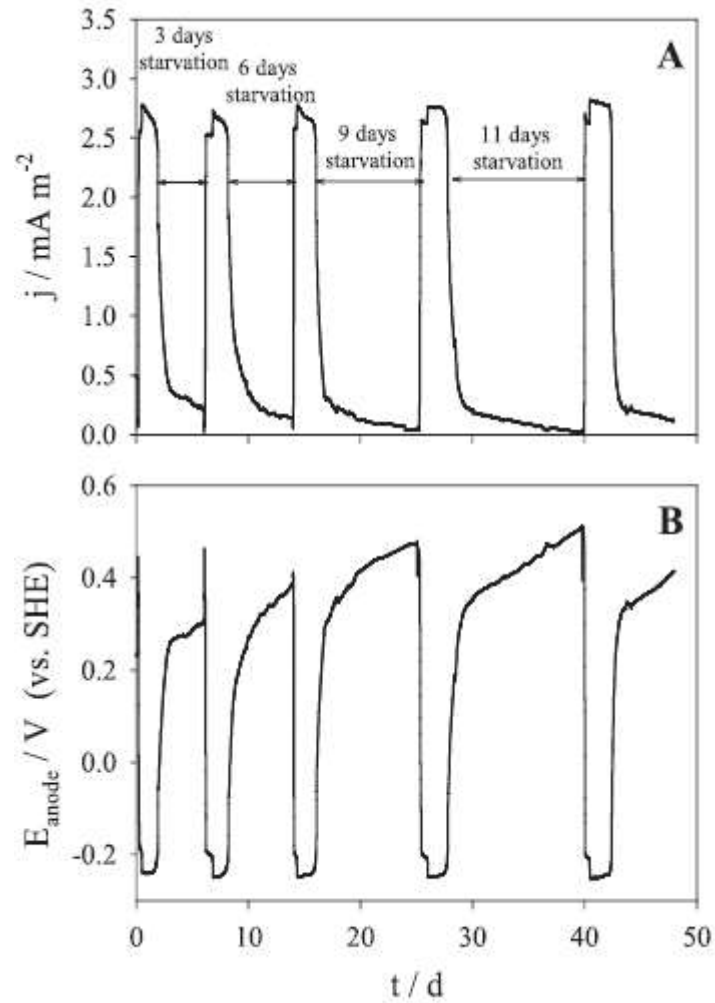 A
3 days
starvation
6 days
starvation
9 days
starvation
11 days
starvation
3.5
3.0
2.5
2.0
1.5
1.0
0.5
0.0
j / mA m⁻²
B
0.6
0.4
0.2
0.0
-0.2
E_anode / V (vs. SHE)
0 10 20 30 40 50
t / d